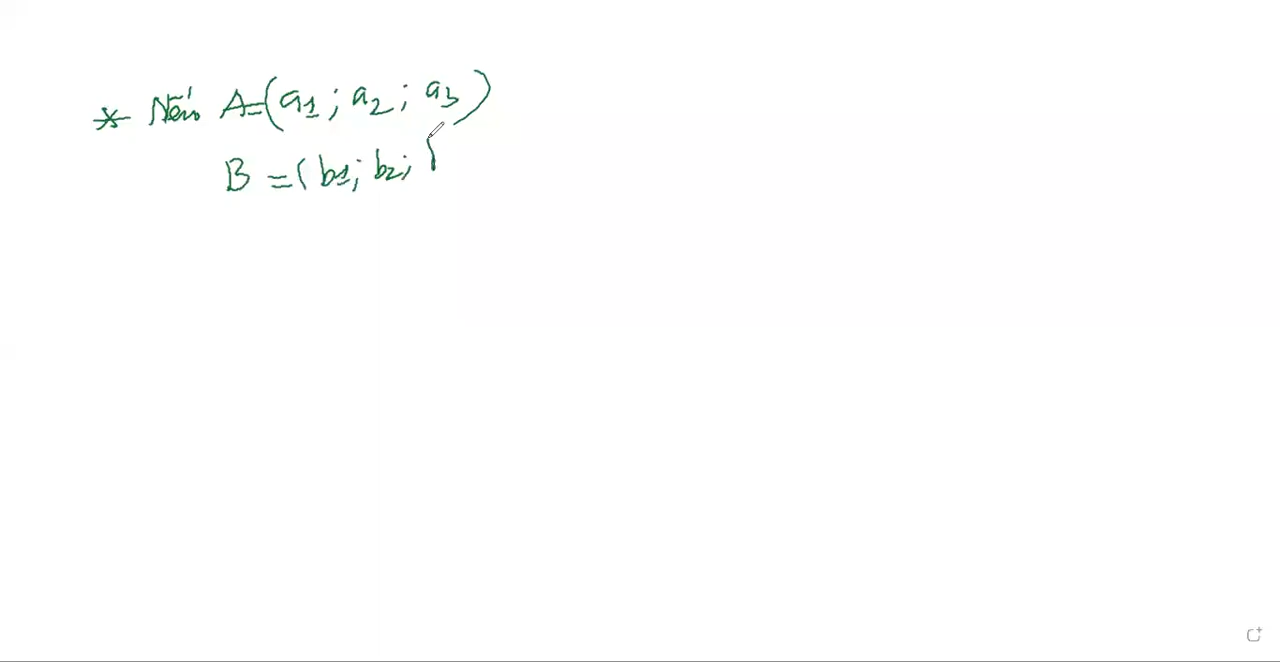 * Nếu A=(a1; a2; a3)
B=(b1; b2;